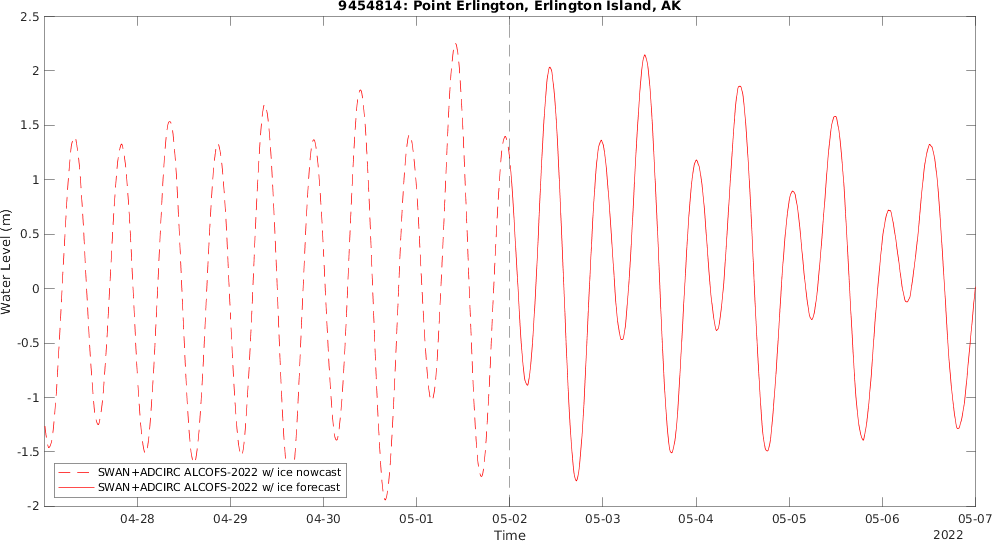 9454814: Point Erlington, Erlington Island, AK
2.5
2
1.5
1
0.5
0
-0.5
-1
-1.5
-2
Water Level (m)
SWAN+ADCIRC ALCOFS-2022 w/ ice nowcast
SWAN+ADCIRC ALCOFS-2022 w/ ice forecast
04-28 04-29 04-30 05-01 05-02 05-03 05-04 05-05 05-06 05-07
Time
2022